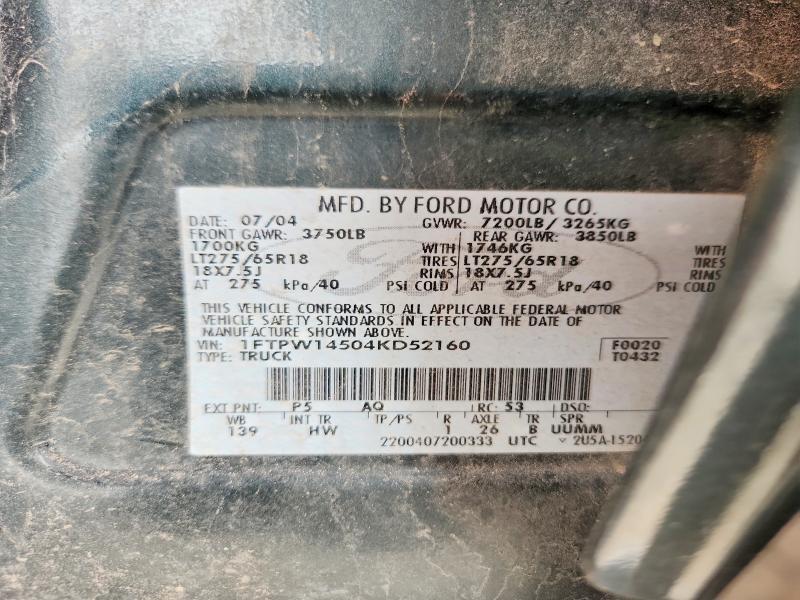 MFD. BY FORD MOTOR CO.
DATE: 07/04 GVWR: 7200LB/ 3265KG
FRONT GAWR: 3750LB REAR GAWR: 3850LB
1700KG WITH 1746KG WITH
LT275/65R18 TIRES LT275/65R18 TIRES
18X7.5J RIMS 18X7.5J RIMS
AT 275 kPa/40 PSI COLD AT 275 kPa/40 PSI COLD
Ford
THIS VEHICLE CONFORMS TO ALL APPLICABLE FEDERAL MOTOR
VEHICLE SAFETY STANDARDS IN EFFECT ON THE DATE OF
MANUFACTURE SHOWN ABOVE.
VIN: 1FTPW14504KD52160 F0020
TYPE: TRUCK T0432
EXT PNT: P5 AQ RC: 53 DSO:
WB INT TR TP/PS R AXLE TR SPR
139 HW 1 26 B UUMM
2200407200333 UTC